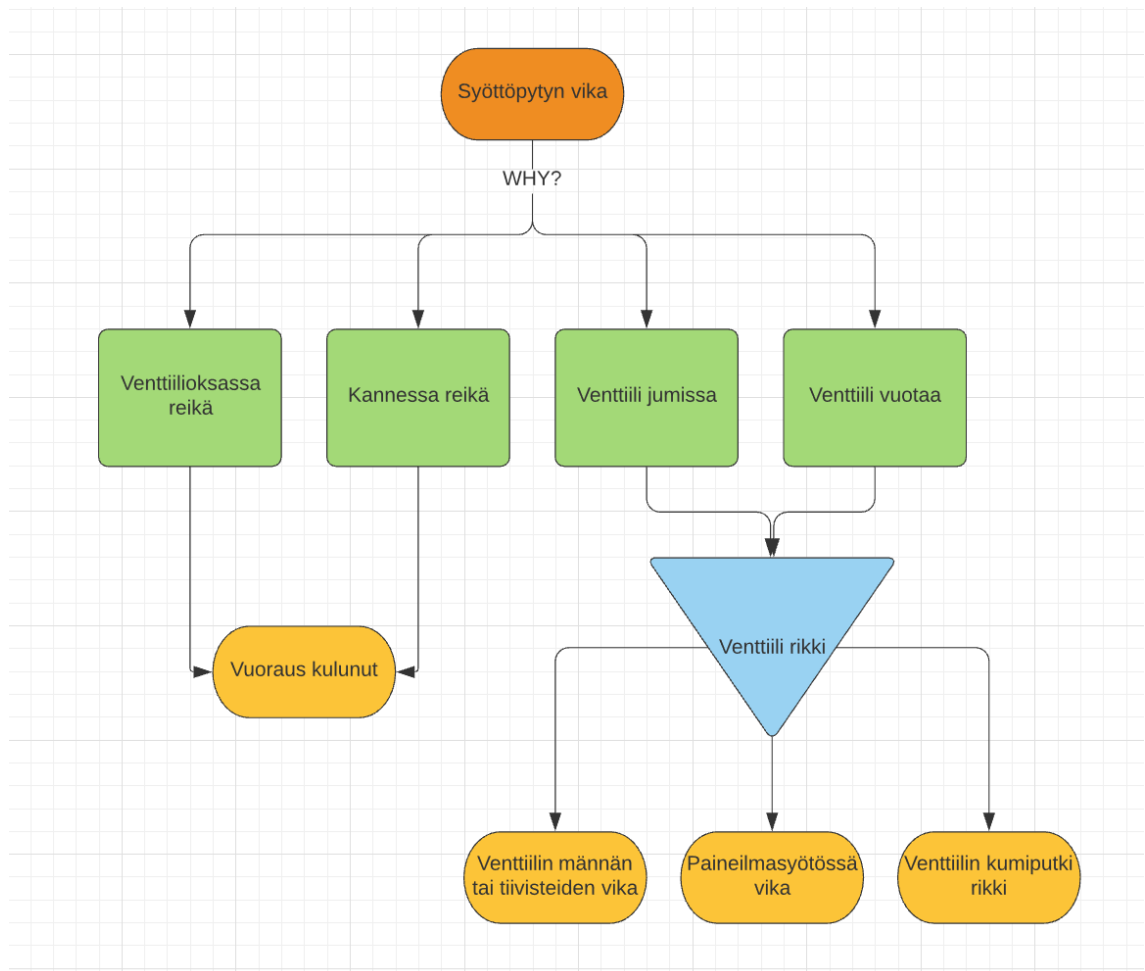 Syöttöpytyn vika
WHY?
Venttiilioksassa
reikä
Kannessa reikä
Venttiili jumissa
Venttiili vuotaa
Venttiili rikki
Vuoraus kulunut
Venttiilin männän
tai tiivisteiden vika
Paineilmasyötössä
vika
Venttiilin kumiputki
rikki